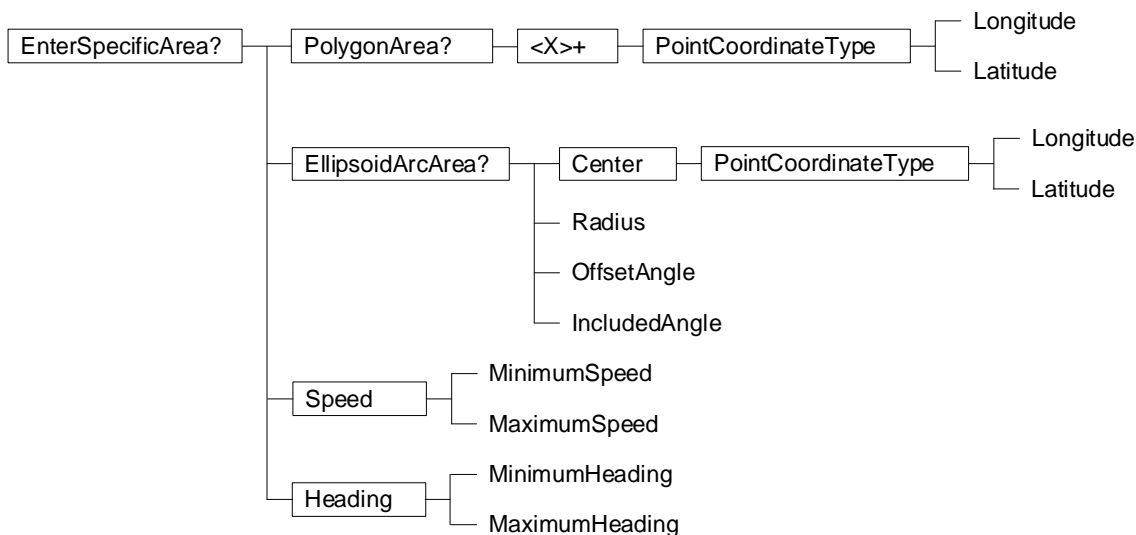 EnterSpecificArea?
PolygonArea?
<X>+
PointCoordinateType
Longitude
Latitude
EllipsoidArcArea?
Center
PointCoordinateType
Longitude
Latitude
Radius
OffsetAngle
IncludedAngle
Speed
MinimumSpeed
MaximumSpeed
Heading
MinimumHeading
MaximumHeading